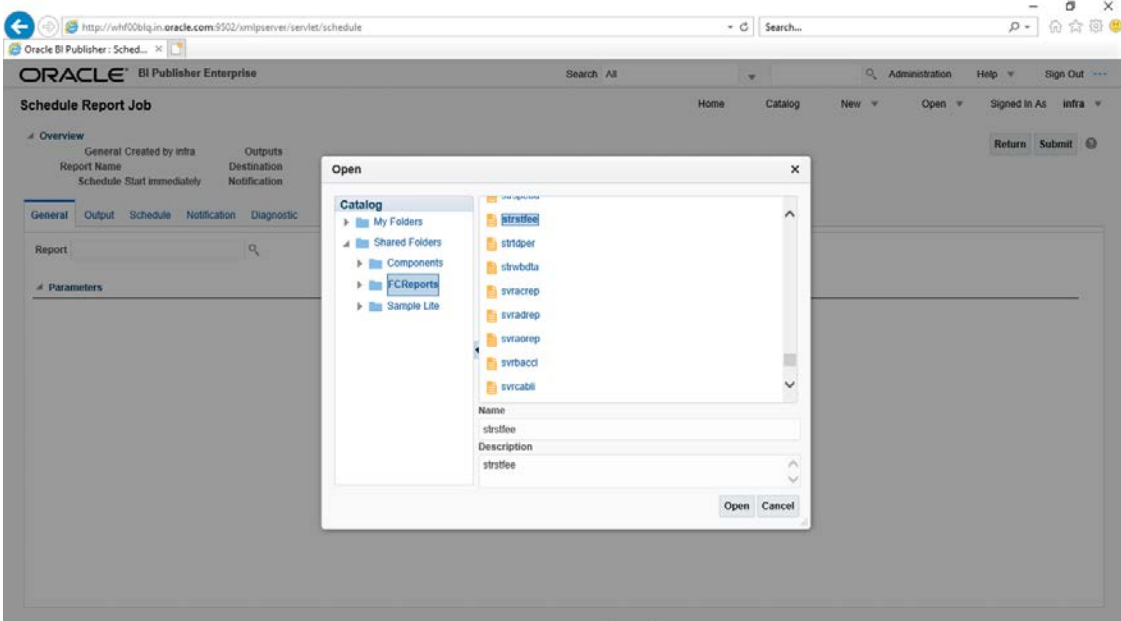 http://whf00blq.in.oracle.com:9502/xmlpserver/servlet/schedule
Search...
Oracle BI Publisher : Sched...
ORACLE BI Publisher Enterprise
Search All
Administration Help Sign Out
Schedule Report Job
Home Catalog New Open Signed In As infra
Overview
General Created by infra Outputs
Report Name Destination
Schedule Start immediately Notification
Return Submit
General Output Schedule Notification Diagnostic
Report
Parameters
Open
Catalog
My Folders
Shared Folders
Components
FCReports
Sample Lite
strstfee
strtdper
strwbdta
svracrep
svradrep
svraorep
svrbaccl
svrcabli
Name
strstfee
Description
strstfee
Open Cancel